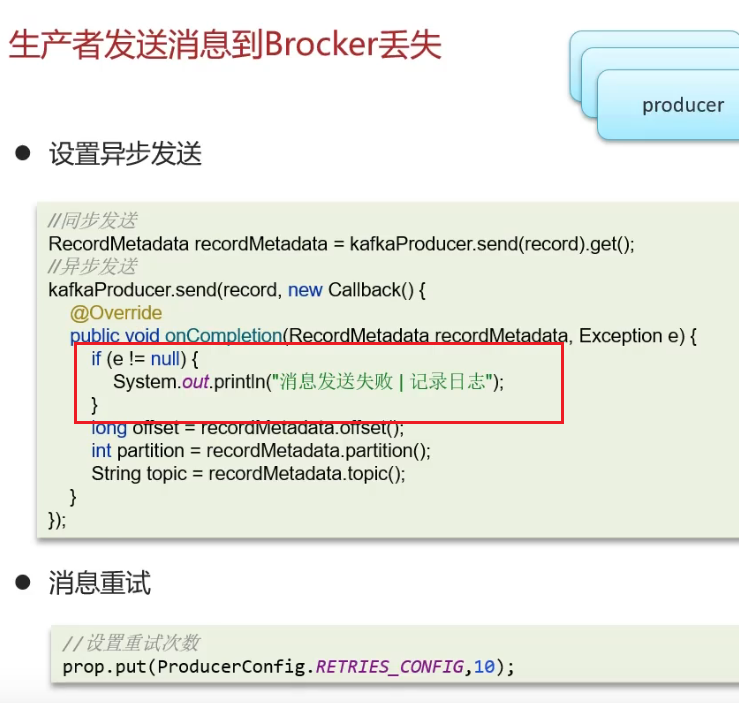 生产者发送消息到Brocker丢失
producer
● 设置异步发送
//同步发送
RecordMetadata recordMetadata = kafkaProducer.send(record).get();
//异步发送
kafkaProducer.send(record, new Callback() {
@Override
public void onCompletion(RecordMetadata recordMetadata, Exception e) {
if (e != null) {
System.out.println("消息发送失败 | 记录日志");
}
long offset = recordMetadata.offset();
int partition = recordMetadata.partition();
String topic = recordMetadata.topic();
}
});
● 消息重试
//设置重试次数
prop.put(ProducerConfig.RETRIES_CONFIG,10);